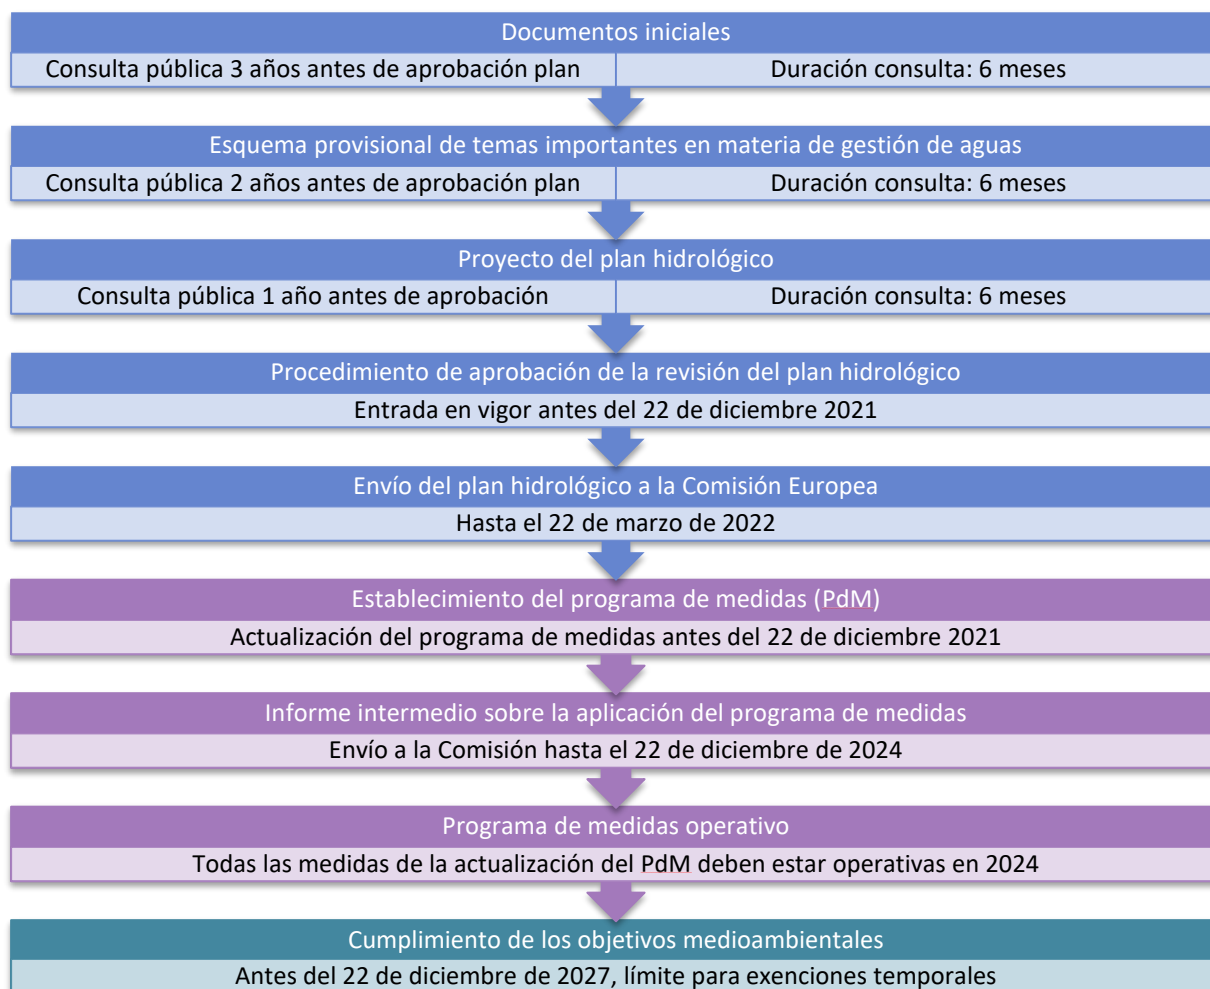 Documentos iniciales
Consulta pública 3 años antes de aprobación plan
Duración consulta: 6 meses
Esquema provisional de temas importantes en materia de gestión de aguas
Consulta pública 2 años antes de aprobación plan
Duración consulta: 6 meses
Proyecto del plan hidrológico
Consulta pública 1 año antes de aprobación
Duración consulta: 6 meses
Procedimiento de aprobación de la revisión del plan hidrológico
Entrada en vigor antes del 22 de diciembre 2021
Envío del plan hidrológico a la Comisión Europea
Hasta el 22 de marzo de 2022
Establecimiento del programa de medidas (PdM)
Actualización del programa de medidas antes del 22 de diciembre 2021
Informe intermedio sobre la aplicación del programa de medidas
Envío a la Comisión hasta el 22 de diciembre de 2024
Programa de medidas operativo
Todas las medidas de la actualización del PdM deben estar operativas en 2024
Cumplimiento de los objetivos medioambientales
Antes del 22 de diciembre de 2027, límite para exenciones temporales